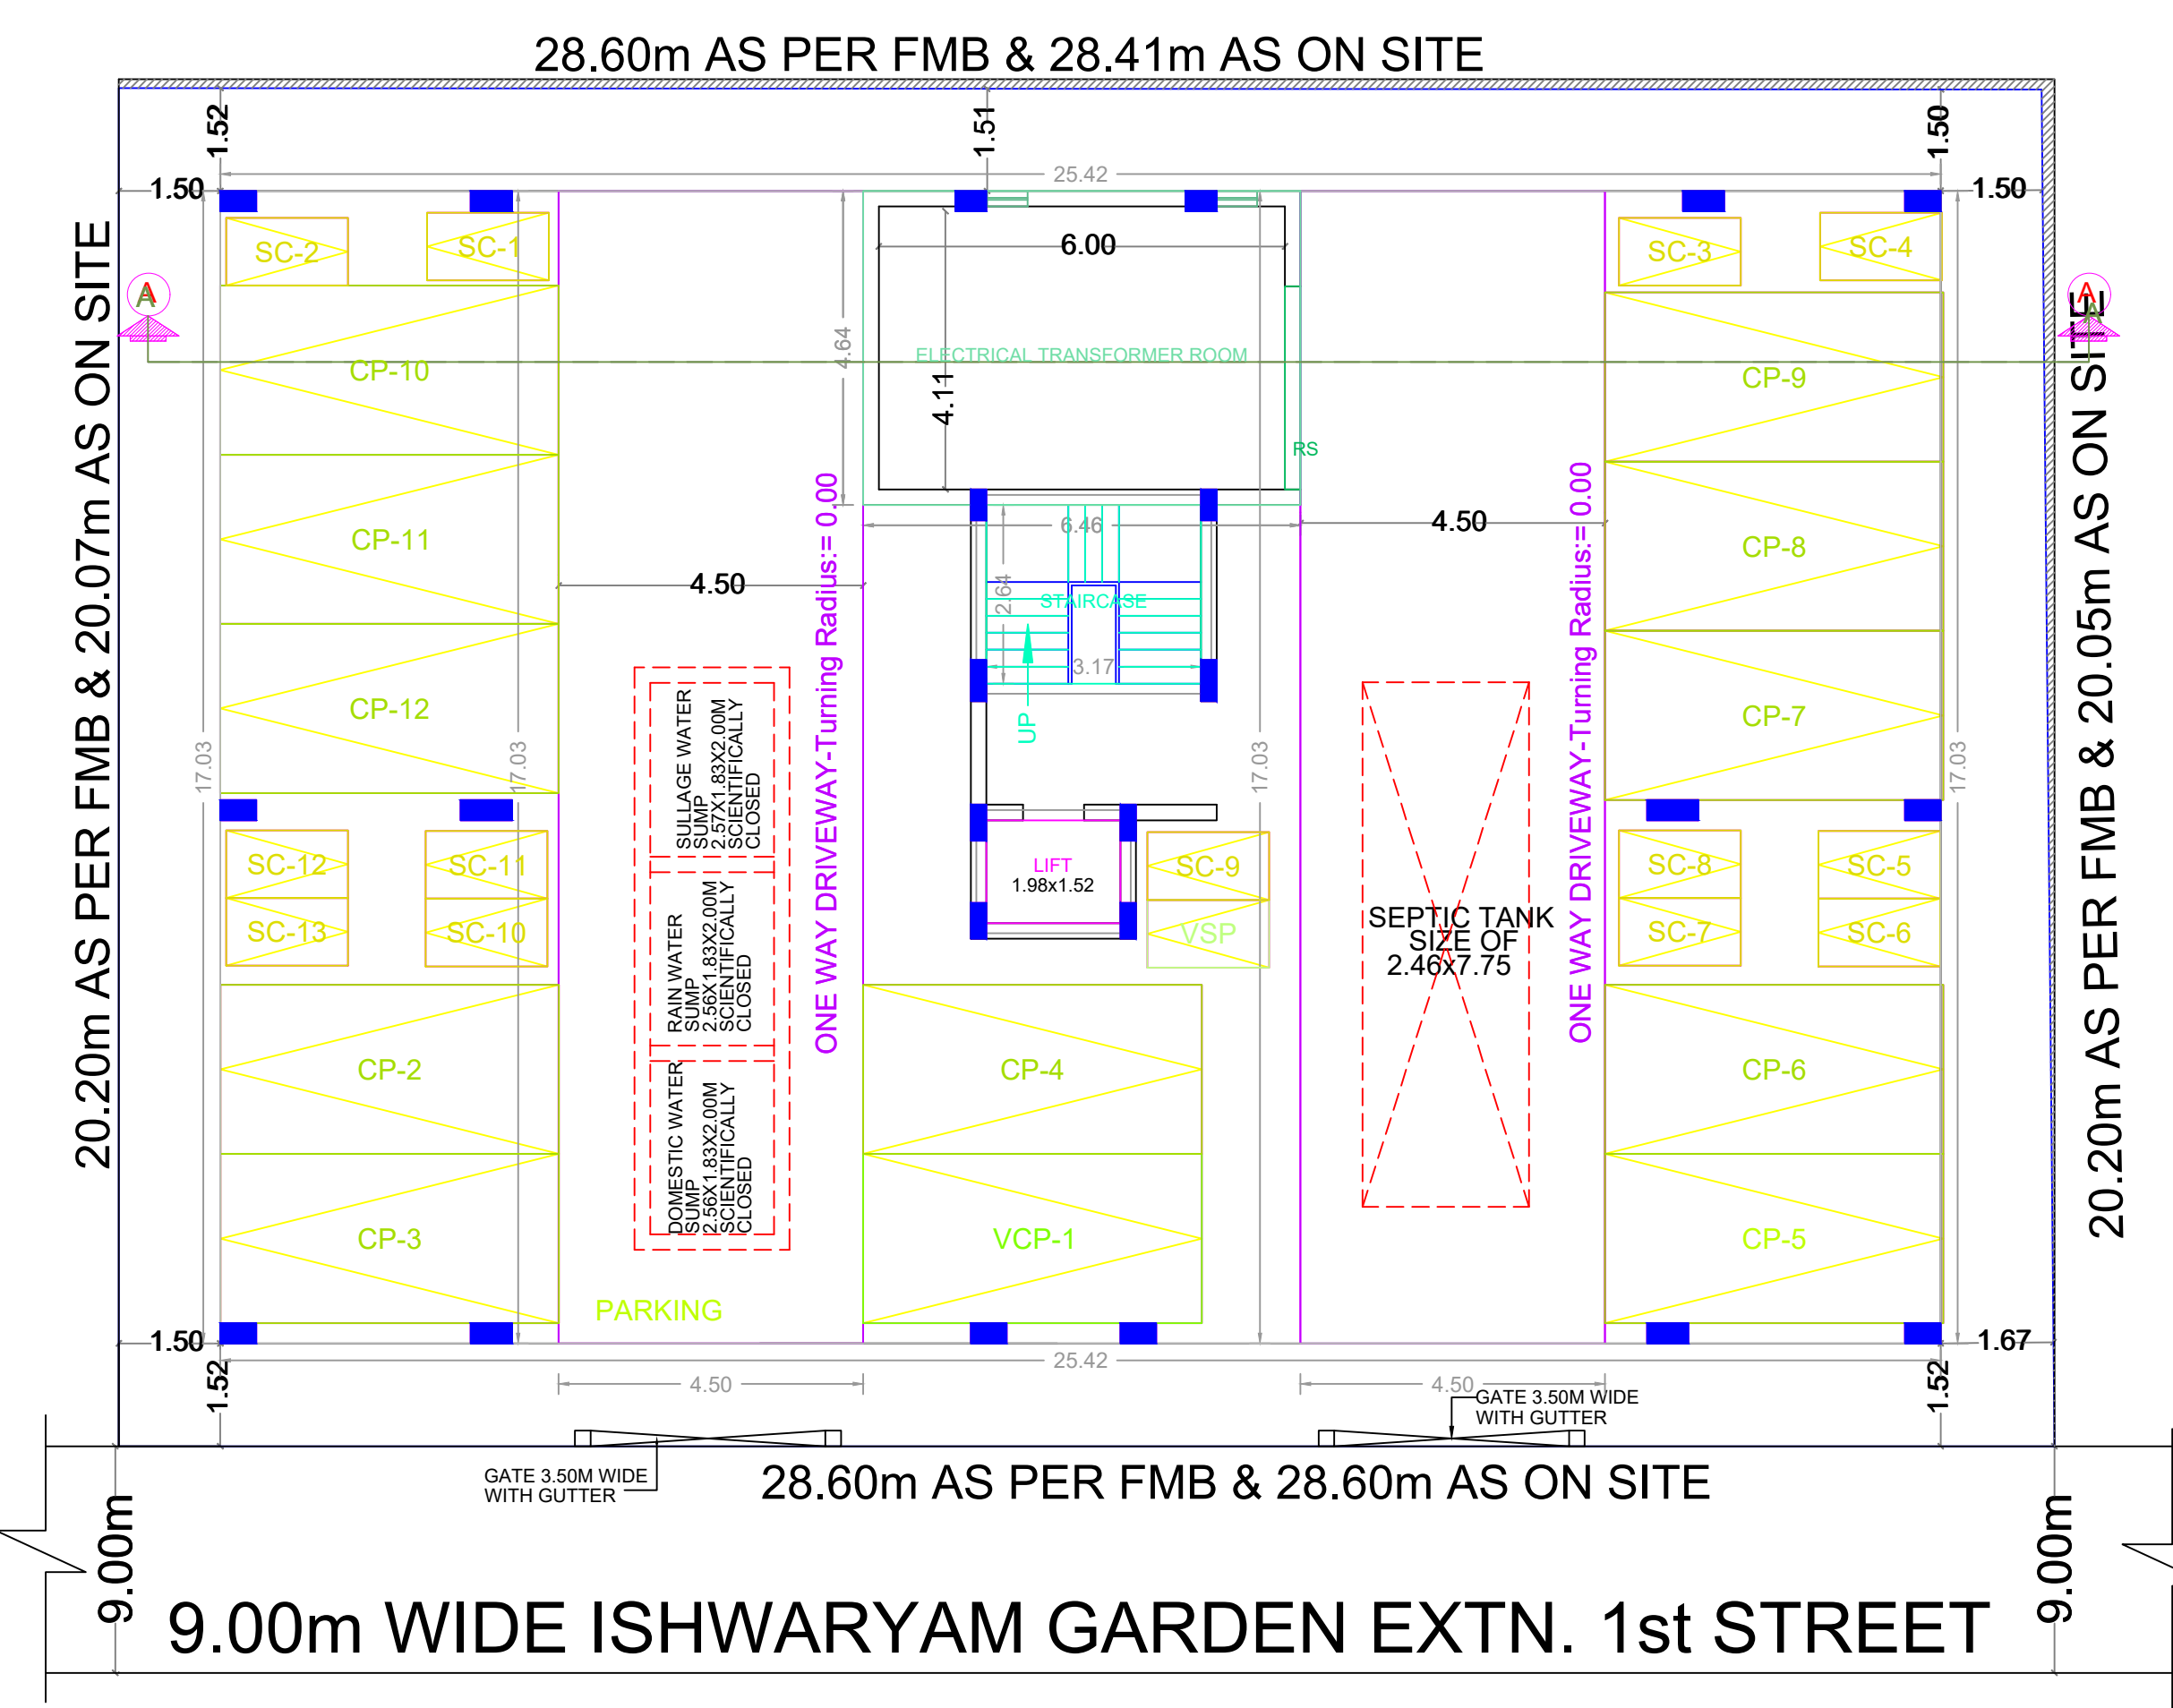 28.60m AS PER FMB & 28.41m AS ON SITE
1.52
1.51
1.50
1.50
25.42
1.50
SC-2
SC-1
6.00
SC-3
SC-4
A
A
A
A
4.64
4.11
ELECTRICAL TRANSFORMER ROOM
CP-10
CP-9
RS
20.20m AS PER FMB & 20.07m AS ON SITE
20.20m AS PER FMB & 20.05m AS ON SITE
CP-11
CP-8
6.46
4.50
4.50
2.64
STAIRCASE
3.17
UP
ONE WAY DRIVEWAY-Turning Radius:= 0.00
ONE WAY DRIVEWAY-Turning Radius:= 0.00
CP-12
CP-7
17.03
17.03
17.03
17.03
SULLAGE WATER
SUMP
2.57X1.83X2.00M
SCIENTIFICALLY
CLOSED
SC-12
SC-11
LIFT
1.98x1.52
SC-9
SC-8
SC-5
SC-13
SC-10
VSP
SC-7
SC-6
SEPTIC TANK
SIZE OF
2.46x7.75
RAIN WATER
SUMP
2.56X1.83X2.00M
SCIENTIFICALLY
CLOSED
CP-2
CP-4
CP-6
DOMESTIC WATER
SUMP
2.56X1.83X2.00M
SCIENTIFICALLY
CLOSED
CP-3
VCP-1
CP-5
PARKING
1.50
1.67
1.52
25.42
1.52
4.50
4.50
GATE 3.50M WIDE
WITH GUTTER
GATE 3.50M WIDE
WITH GUTTER
28.60m AS PER FMB & 28.60m AS ON SITE
9.00m
9.00m
9.00m WIDE ISHWARYAM GARDEN EXTN. 1st STREET